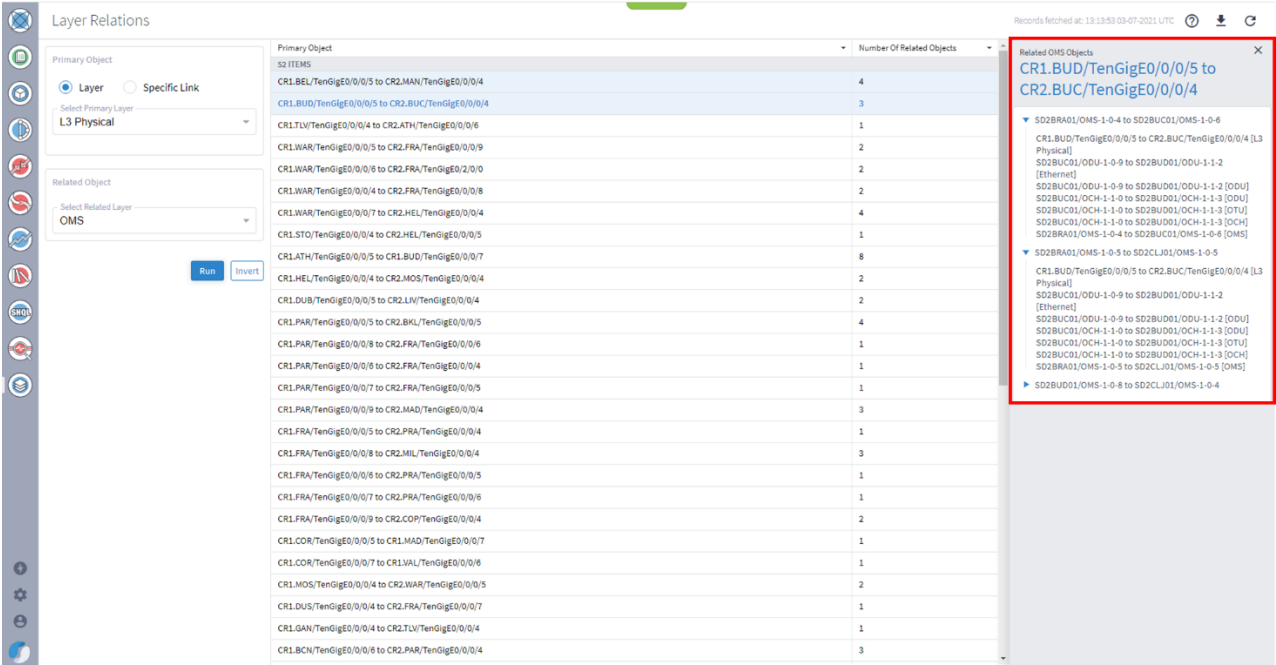 Layer Relations
Records fetched at: 13:13:53 03-07-2021 UTC
Primary Object
Layer
Specific Link
Select Primary Layer
L3 Physical
Related Object
Select Related Layer
OMS
Run
Invert
SHQL
Primary Object
Number Of Related Objects
52 ITEMS
CR1.BEL/TenGigE0/0/0/5 to CR2.MAN/TenGigE0/0/0/4 4
CR1.BUD/TenGigE0/0/0/5 to CR2.BUC/TenGigE0/0/0/4 3
CR1.TLV/TenGigE0/0/0/4 to CR2.ATH/TenGigE0/0/0/6 1
CR1.WAR/TenGigE0/0/0/5 to CR2.FRA/TenGigE0/0/0/9 2
CR1.WAR/TenGigE0/0/0/6 to CR2.FRA/TenGigE0/2/0/0 2
CR1.WAR/TenGigE0/0/0/4 to CR2.FRA/TenGigE0/0/0/8 2
CR1.WAR/TenGigE0/0/0/7 to CR2.HEL/TenGigE0/0/0/4 4
CR1.STO/TenGigE0/0/0/4 to CR2.HEL/TenGigE0/0/0/5 1
CR1.ATH/TenGigE0/0/0/5 to CR1.BUD/TenGigE0/0/0/7 8
CR1.HEL/TenGigE0/0/0/4 to CR2.MOS/TenGigE0/0/0/4 2
CR1.DUB/TenGigE0/0/0/5 to CR2.LIV/TenGigE0/0/0/4 2
CR1.PAR/TenGigE0/0/0/5 to CR2.BKL/TenGigE0/0/0/5 4
CR1.PAR/TenGigE0/0/0/8 to CR2.FRA/TenGigE0/0/0/6 1
CR1.PAR/TenGigE0/0/0/6 to CR2.FRA/TenGigE0/0/0/4 1
CR1.PAR/TenGigE0/0/0/7 to CR2.FRA/TenGigE0/0/0/5 1
CR1.PAR/TenGigE0/0/0/9 to CR2.MAD/TenGigE0/0/0/4 3
CR1.FRA/TenGigE0/0/0/5 to CR2.PRA/TenGigE0/0/0/4 1
CR1.FRA/TenGigE0/0/0/8 to CR2.MIL/TenGigE0/0/0/4 3
CR1.FRA/TenGigE0/0/0/6 to CR2.PRA/TenGigE0/0/0/5 1
CR1.FRA/TenGigE0/0/0/7 to CR2.PRA/TenGigE0/0/0/6 1
CR1.FRA/TenGigE0/0/0/9 to CR2.COP/TenGigE0/0/0/4 2
CR1.COR/TenGigE0/0/0/5 to CR1.MAD/TenGigE0/0/0/7 1
CR1.COR/TenGigE0/0/0/7 to CR1.VAL/TenGigE0/0/0/6 1
CR1.MOS/TenGigE0/0/0/4 to CR2.WAR/TenGigE0/0/0/5 2
CR1.DUS/TenGigE0/0/0/4 to CR2.FRA/TenGigE0/0/0/7 1
CR1.GAN/TenGigE0/0/0/4 to CR2.TLV/TenGigE0/0/0/4 1
CR1.BCN/TenGigE0/0/0/6 to CR2.PAR/TenGigE0/0/0/4 3
Related OMS Objects
CR1.BUD/TenGigE0/0/0/5 to
CR2.BUC/TenGigE0/0/0/4
SD2BRA01/OMS-1-0-4 to SD2BUC01/OMS-1-0-6
CR1.BUD/TenGigE0/0/0/5 to CR2.BUC/TenGigE0/0/0/4 [L3
Physical]
SD2BUC01/ODU-1-0-9 to SD2BUD01/ODU-1-1-2
[Ethernet]
SD2BUC01/ODU-1-0-9 to SD2BUD01/ODU-1-1-2 [ODU]
SD2BUC01/OCH-1-1-0 to SD2BUD01/OCH-1-1-3 [ODU]
SD2BUC01/OCH-1-1-0 to SD2BUD01/OCH-1-1-3 [OTU]
SD2BUC01/OCH-1-1-0 to SD2BUD01/OCH-1-1-3 [OCH]
SD2BRA01/OMS-1-0-4 to SD2BUC01/OMS-1-0-6 [OMS]
SD2BRA01/OMS-1-0-5 to SD2CLJ01/OMS-1-0-5
CR1.BUD/TenGigE0/0/0/5 to CR2.BUC/TenGigE0/0/0/4 [L3
Physical]
SD2BUC01/ODU-1-0-9 to SD2BUD01/ODU-1-1-2
[Ethernet]
SD2BUC01/ODU-1-0-9 to SD2BUD01/ODU-1-1-2 [ODU]
SD2BUC01/OCH-1-1-0 to SD2BUD01/OCH-1-1-3 [ODU]
SD2BUC01/OCH-1-1-0 to SD2BUD01/OCH-1-1-3 [OTU]
SD2BUC01/OCH-1-1-0 to SD2BUD01/OCH-1-1-3 [OCH]
SD2BRA01/OMS-1-0-5 to SD2CLJ01/OMS-1-0-5 [OMS]
SD2BUD01/OMS-1-0-8 to SD2CLJ01/OMS-1-0-4